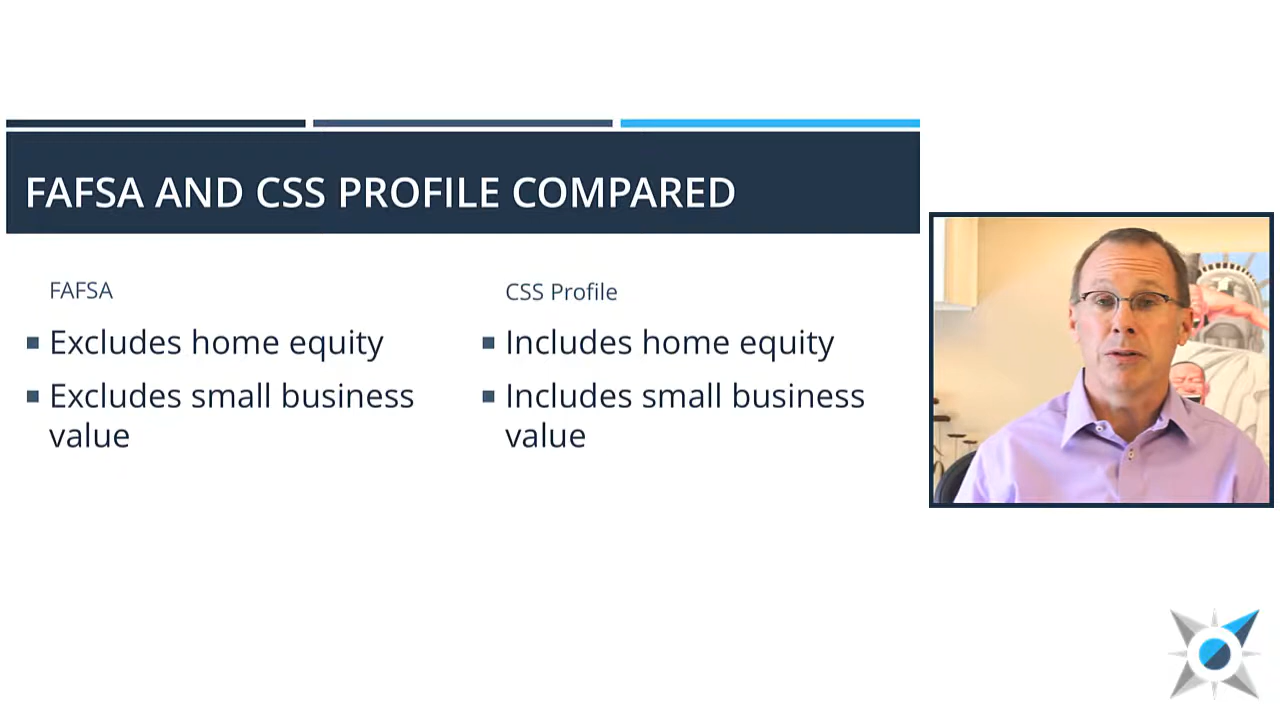 FAFSA AND CSS PROFILE COMPARED
FAFSA
Excludes home equity
Excludes small business
value
CSS Profile
Includes home equity
Includes small business
value